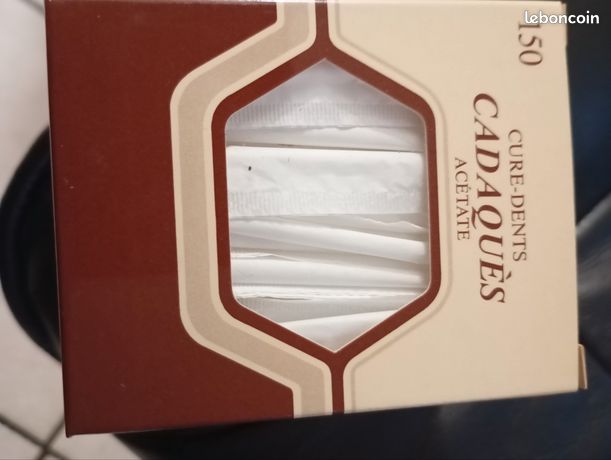 leboncoin
150
CURE-DENTS
CADAQUÈS
ACÉTATE